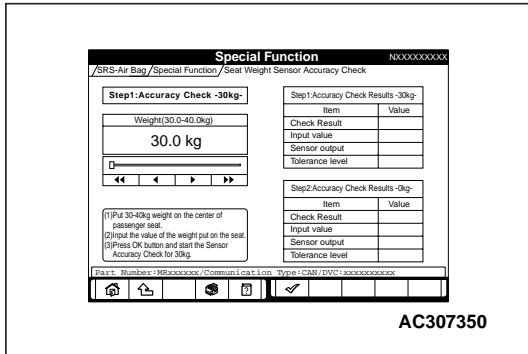 Special Function
NXXXXXXXXX
SRS-Air Bag/Special Function/Seat Weight Sensor Accuracy Check
Step1:Accuracy Check -30kg-
Weight(30.0-40.0kg)
30.0 kg
(1)Put 30-40kg weight on the center of
passenger seat.
(2)Input the value of the weight put on the seat.
(3)Press OK button and start the Sensor
Accuracy Check for 30kg.
Step1:Accuracy Check Results -30kg-
Item Value
Check Result
Input value
Sensor output
Tolerance level
Step2:Accuracy Check Results -0kg-
Item Value
Check Result
Input value
Sensor output
Tolerance level
Part Number:MRxxxxxx/Communication Type:CAN/DVC:xxxxxxxxxx
?
?
AC307350